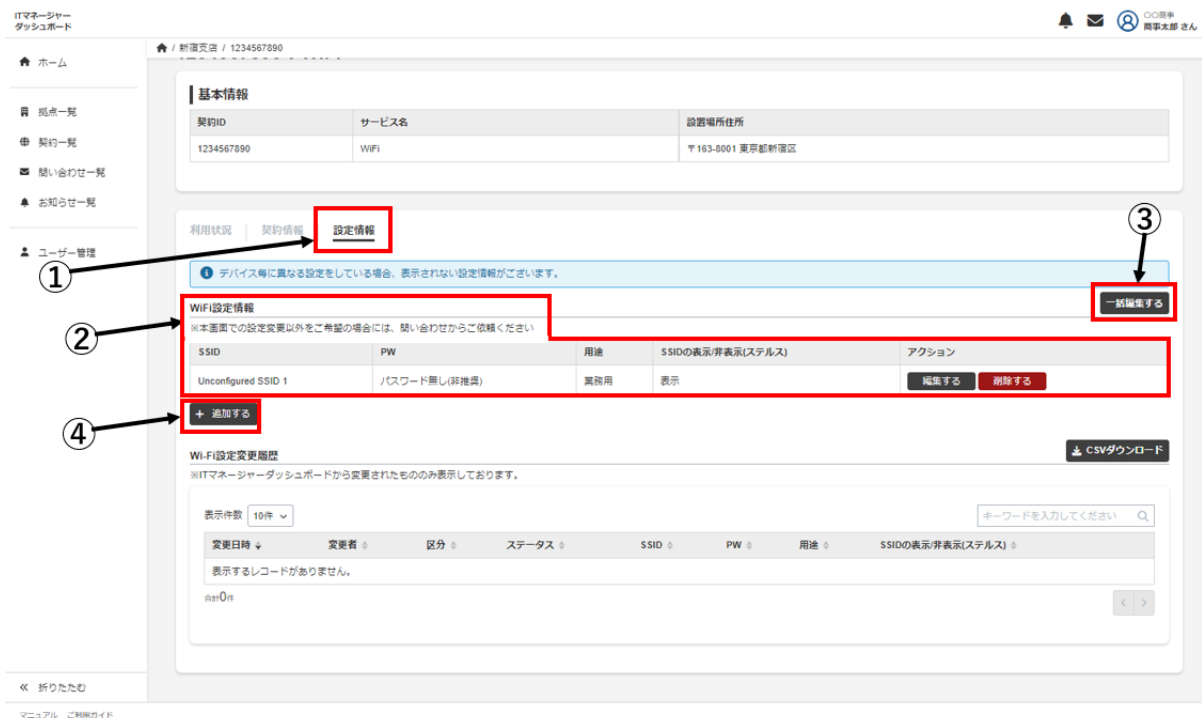 ITマネージャー
ダッシュボード
〇〇商事
商事太郎 さん
/ 新宿支店 / 1234567890
ホーム
拠点一覧
契約一覧
問い合わせ一覧
お知らせ一覧
ユーザー管理
基本情報
契約ID サービス名 設置場所住所
1234567890 WiFi 〒163-8001 東京都新宿区
利用状況 契約情報 設定情報
① ③
デバイス毎に異なる設定をしている場合、表示されない設定情報がございます。
WiFi設定情報 一括編集する
②
※本画面での設定変更以外をご希望の場合には、問い合わせからご依頼ください
SSID PW 用途 SSIDの表示/非表示(ステルス) アクション
Unconfigured SSID 1 パスワード無し(非推奨) 業務用 表示 編集する 削除する
④
+ 追加する
Wi-Fi設定変更履歴 CSVダウンロード
※ITマネージャーダッシュボードから変更されたもののみ表示しております。
表示件数 10件 キーワードを入力してください
変更日時 変更者 区分 ステータス SSID PW 用途 SSIDの表示/非表示(ステルス)
表示するレコードがありません。
合計0件
折りたたむ
マニュアル ご利用ガイド